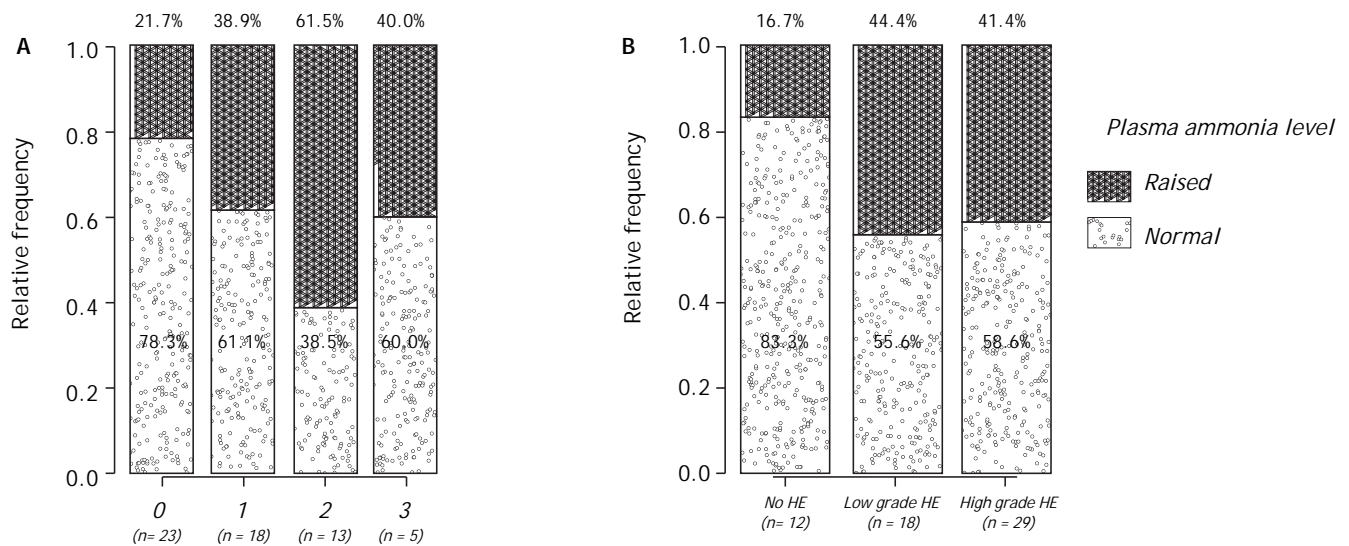 21.7% 38.9% 61.5% 40.0%
A
1.0
0.8
0.6
0.4
0.2
0.0
Relative frequency
78.3% 61.1% 38.5% 60.0%
0 1 2 3
(n= 23) (n = 18) (n = 13) (n = 5)
16.7% 44.4% 41.4%
B
1.0
0.8
0.6
0.4
0.2
0.0
Relative frequency
83.3% 55.6% 58.6%
No HE Low grade HE High grade HE
(n= 12) (n = 18) (n = 29)
Plasma ammonia level
Raised
Normal